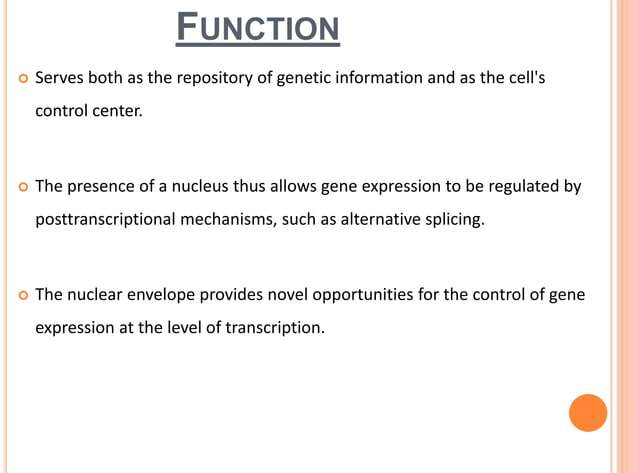 FUNCTION
Serves both as the repository of genetic information and as the cell's
control center.
The presence of a nucleus thus allows gene expression to be regulated by
posttranscriptional mechanisms, such as alternative splicing.
The nuclear envelope provides novel opportunities for the control of gene
expression at the level of transcription.